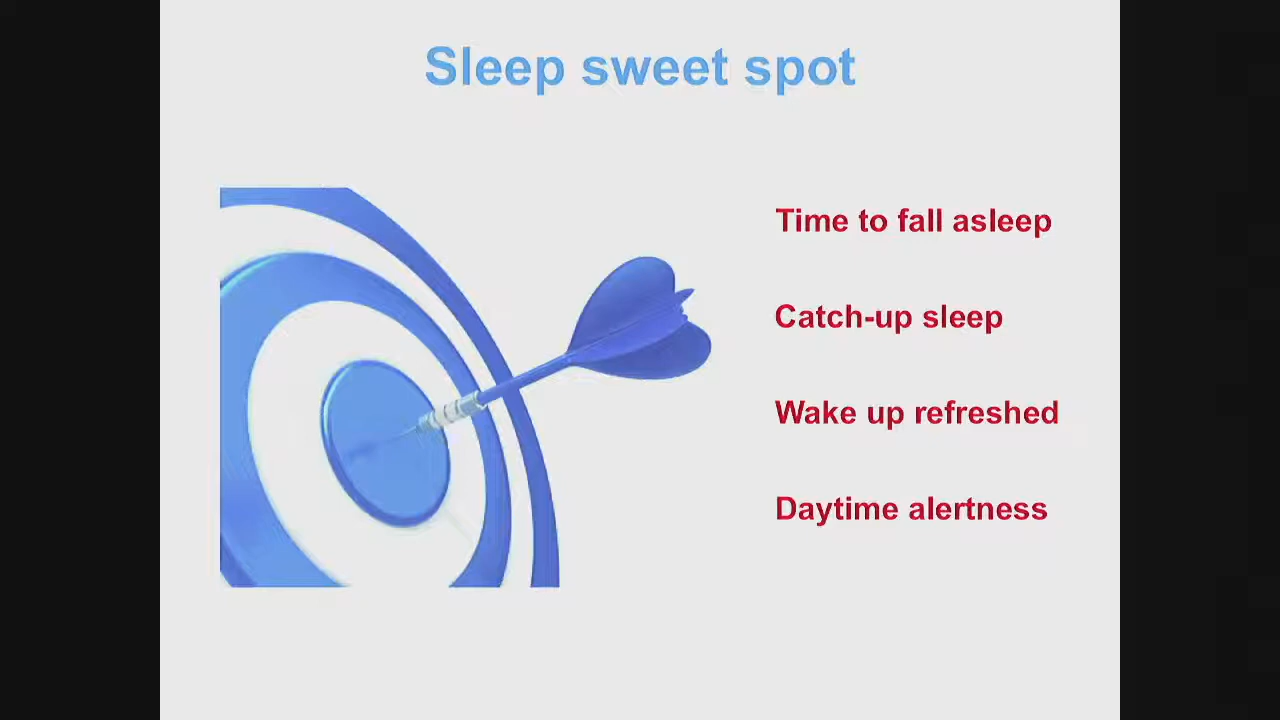 Sleep sweet spot
Time to fall asleep
Catch-up sleep
Wake up refreshed
Daytime alertness